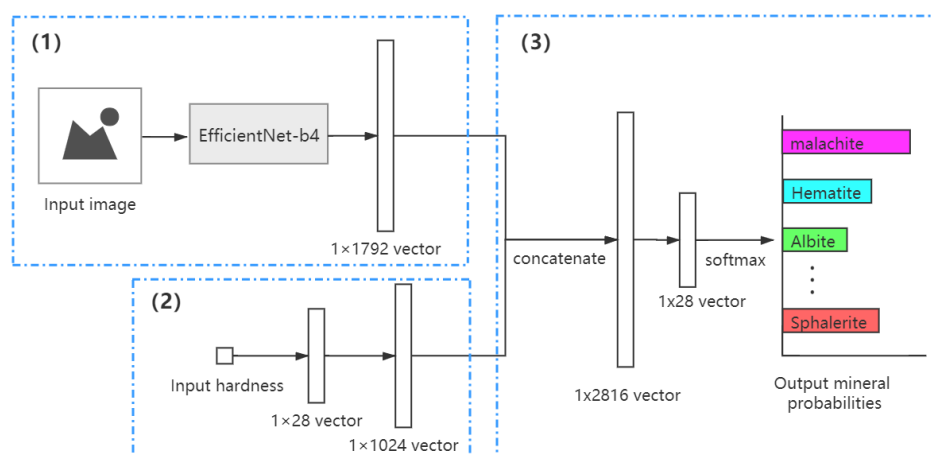 (1)
Input image
EfficientNet-b4
1×1792 vector
(2)
Input hardness
1×28 vector
1×1024 vector
(3)
concatenate
1x2816 vector
1x28 vector
softmax
malachite
Hematite
Albite
Sphalerite
Output mineral
probabilities